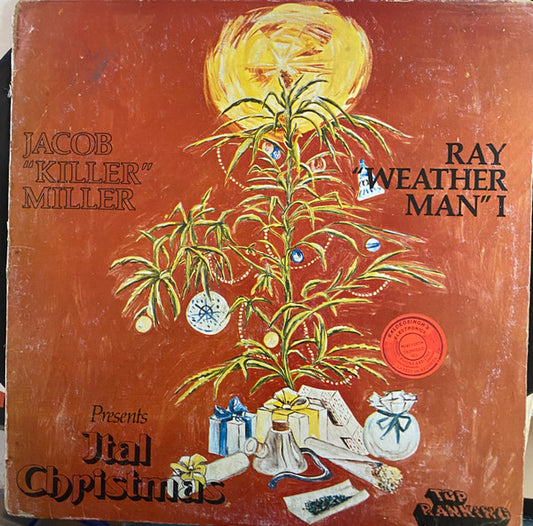 JACOB
"KILLER"
MILLER
RAY
"WEATHER
MAN" I
Presents
Ital
Christmas
TOP
RANKING